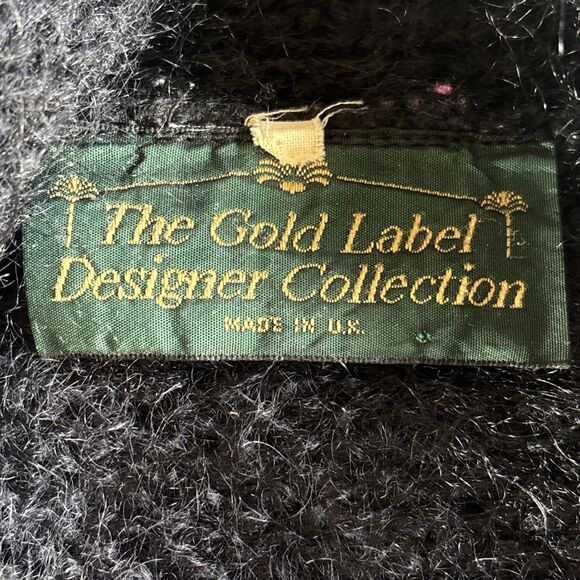 The Gold Label
Designer Collection
MADE IN U.K.